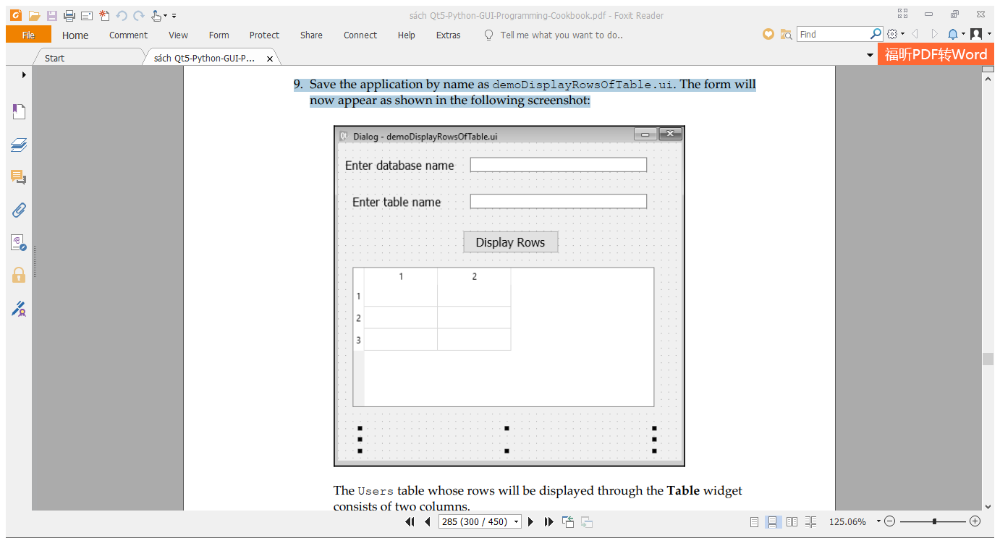 sách Qt5-Python-GUI-Programming-Cookbook.pdf - Foxit Reader
File Home Comment View Form Protect Share Connect Help Extras Tell me what you want to do.. Find
Start sách Qt5-Python-GUI-P...
福昕PDF转Word
9. Save the application by name as demoDisplayRowsOfTable.ui. The form will
now appear as shown in the following screenshot:
Dialog - demoDisplayRowsOfTable.ui
Enter database name
Enter table name
Display Rows
1 2
1
2
3
The Users table whose rows will be displayed through the Table widget
consists of two columns.
285 (300 / 450) 125.06%